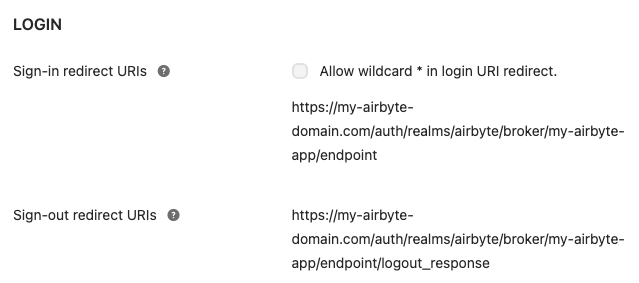 LOGIN
Sign-in redirect URIs ?
Allow wildcard * in login URI redirect.
https://my-airbyte-
domain.com/auth/realms/airbyte/broker/my-airbyte-
app/endpoint
Sign-out redirect URIs ?
https://my-airbyte-
domain.com/auth/realms/airbyte/broker/my-airbyte-
app/endpoint/logout_response